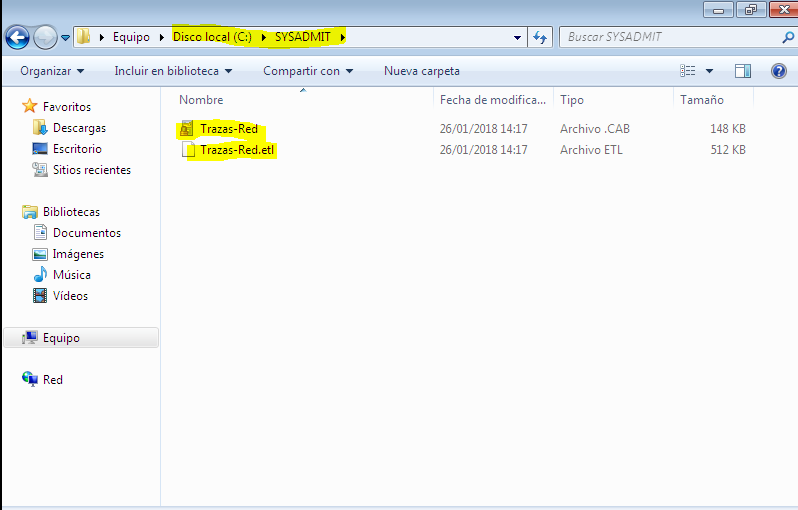 Equipo Disco local (C:) SYSADMIT Buscar SYSADMIT
Organizar Incluir en biblioteca Compartir con Nueva carpeta
Nombre Fecha de modifica... Tipo Tamaño
Trazas-Red 26/01/2018 14:17 Archivo .CAB 148 KB
Trazas-Red.etl 26/01/2018 14:17 Archivo ETL 512 KB
Favoritos
Descargas
Escritorio
Sitios recientes
Bibliotecas
Documentos
Imágenes
Música
Vídeos
Equipo
Red